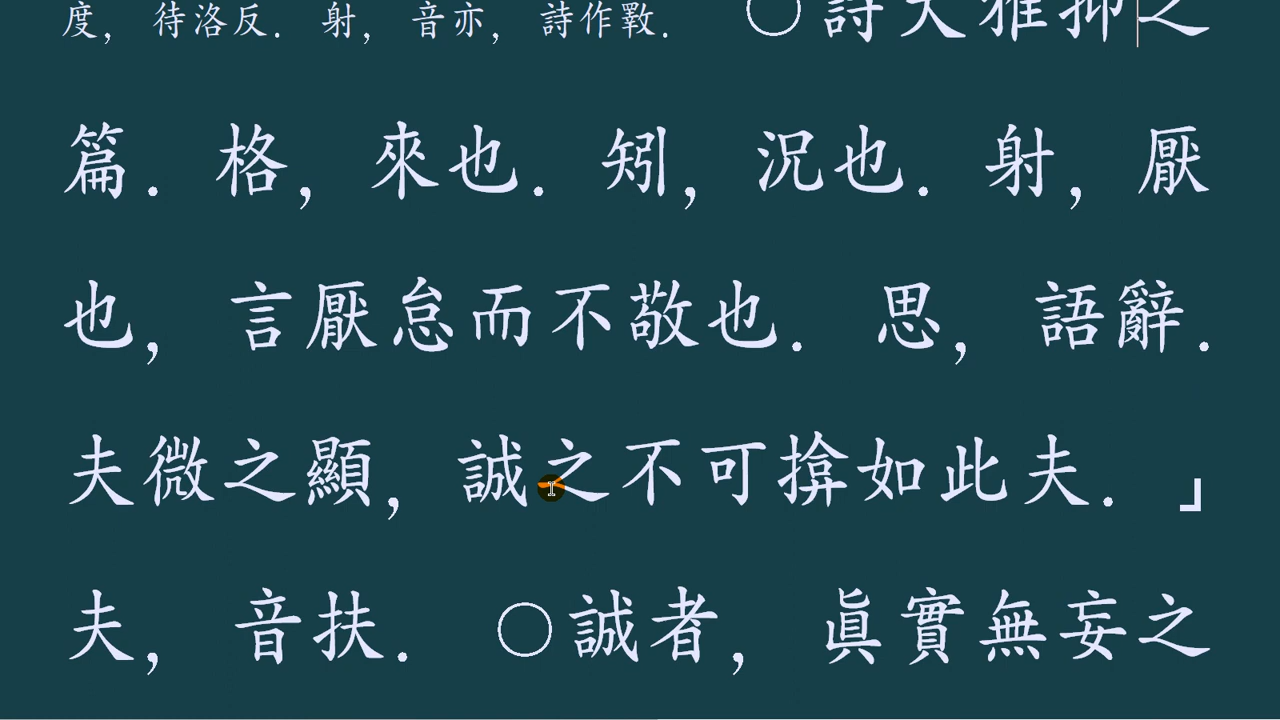 度, 待洛反. 射, 音亦, 詩作斁. ○詩大雅抑之
篇. 格, 來也. 矧, 況也. 射, 厭
也, 言厭怠而不敬也. 思, 語辭.
夫微之顯, 誠之不可揜如此夫. 」
夫, 音扶. ○誠者, 眞實無妄之